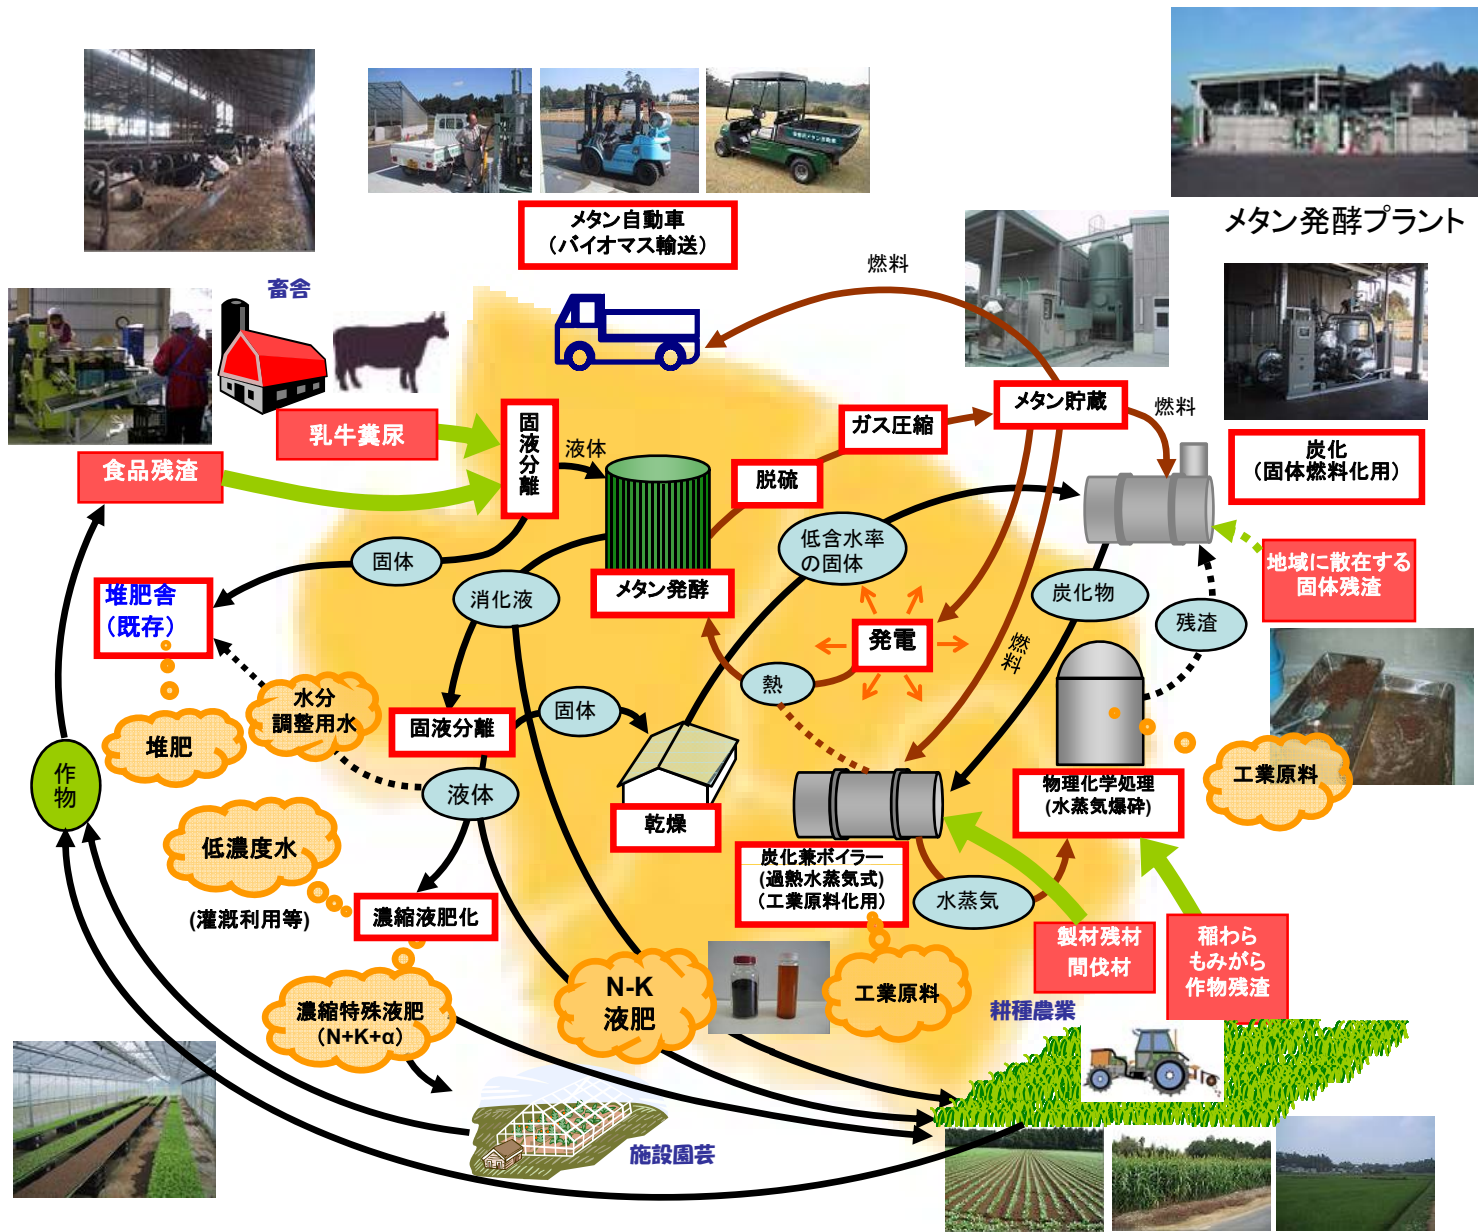 メタン発酵プラント
メタン自動車
（バイオマス輸送）
燃料
畜舎
乳牛糞尿
食品残渣
固液分離
液体
メタン発酵
脱硫
ガス圧縮
メタン貯蔵
燃料
炭化
（固体燃料化用）
固体
消化液
低含水率
の固体
炭化物
地域に散在する
固体残渣
残渣
堆肥舎
（既存）
発電
燃料
熱
水分
調整用水
固体
固液分離
堆肥
作物
液体
乾燥
物理化学処理
(水蒸気爆砕)
工業原料
低濃度水
(灌漑利用等)
濃縮液肥化
炭化兼ボイラー
(過熱水蒸気式)
（工業原料化用）
水蒸気
製材残材
間伐材
稲わら
もみがら
作物残渣
濃縮特殊液肥
（N+K+α）
N-K
液肥
工業原料
耕種農業
施設園芸